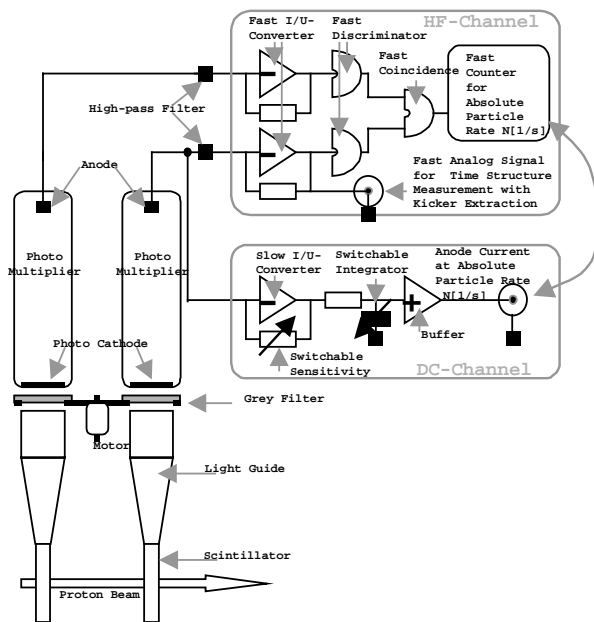 HF-Channel
Fast I/U-
Converter
Fast
Discriminator
Fast
Coincidence
Fast
Counter
for
Absolute
Particle
Rate N[1/s]
High-pass Filter
Anode
Fast Analog Signal
for Time Structure
Measurement with
Kicker Extraction
Photo
Multiplier
Photo
Multiplier
Slow I/U-
Converter
Switchable
Integrator
Anode Current
at Absolute
Particle Rate
N[1/s]
Buffer
Switchable
Sensitivity
DC-Channel
Photo Cathode
Grey Filter
Motor
Light Guide
Scintillator
Proton Beam